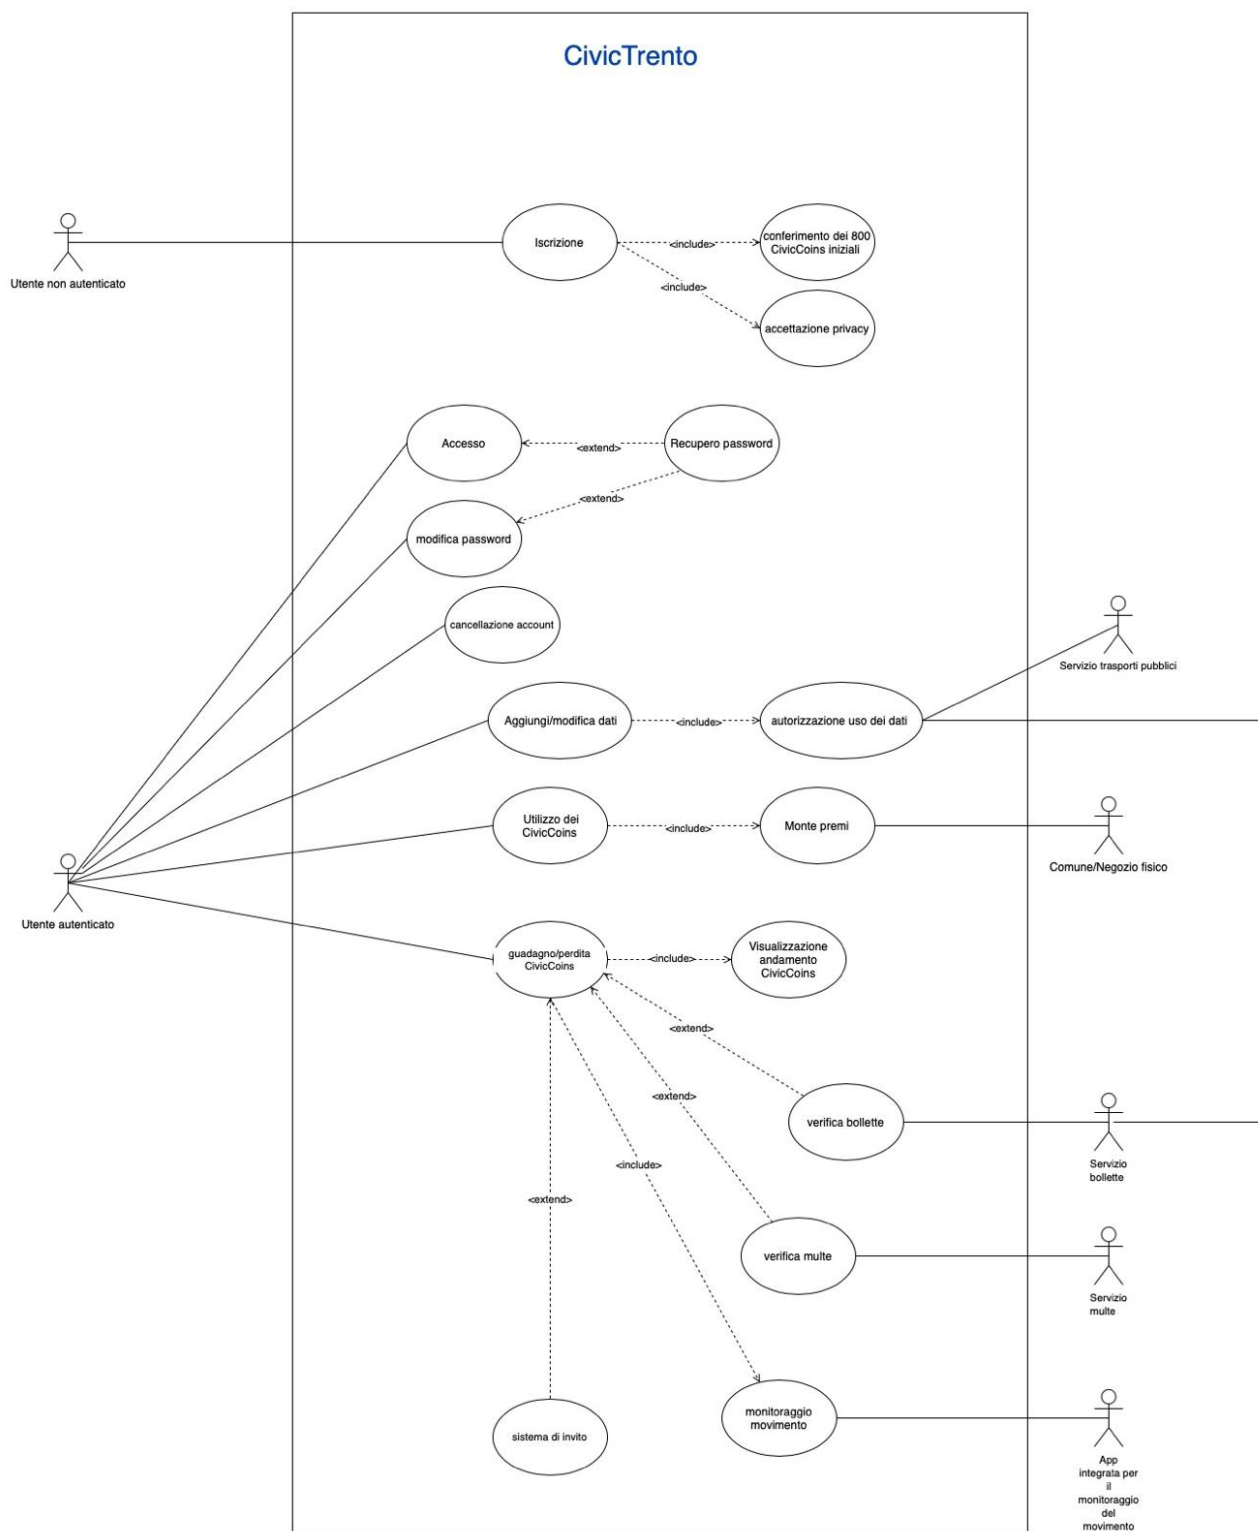 CivicTrento
Utente non autenticato
Iscrizione
<include>
conferimento dei 800
CivicCoins iniziali
<include>
accettazione privacy
Accesso
<extend>
Recupero password
<extend>
modifica password
cancellazione account
Servizio trasporti pubblici
Aggiungi/modifica dati
<include>
autorizzazione uso dei dati
Utilizzo dei
CivicCoins
<include>
Monte premi
Comune/Negozio fisico
Utente autenticato
guadagno/perdita
CivicCoins
<include>
Visualizzazione
andamento
CivicCoins
<extend>
<extend>
verifica bollette
Servizio
bollette
<include>
<extend>
verifica multe
Servizio
multe
sistema di invito
monitoraggio
movimento
App
integrata per
il
monitoraggio
del
movimento